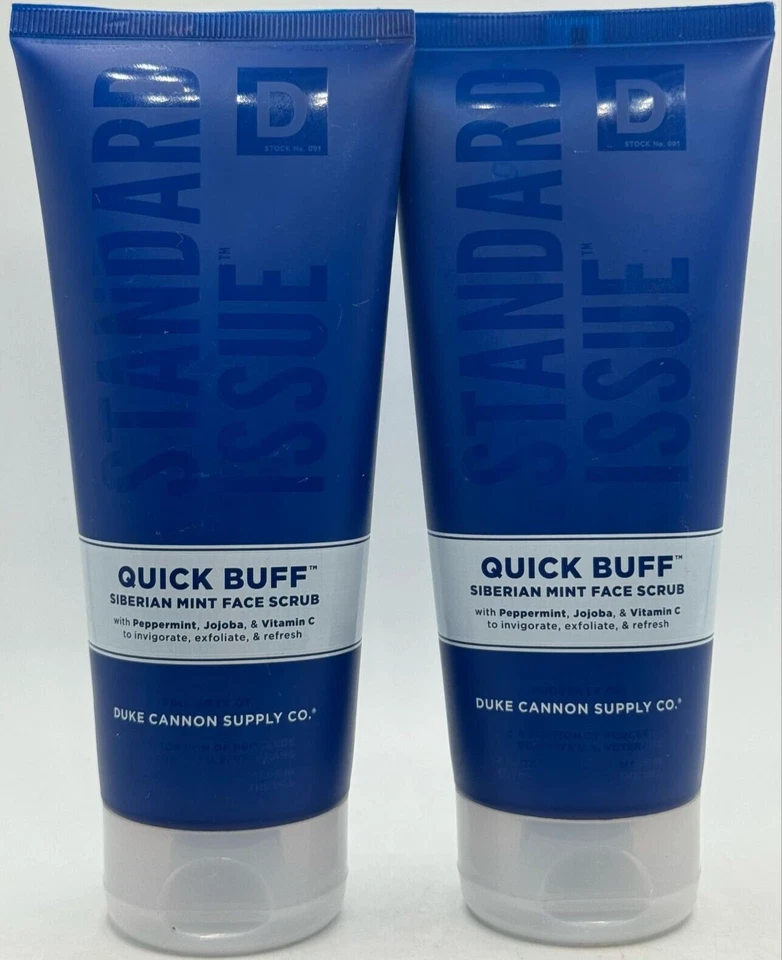 STANDARD
ISSUE™
D
STOCK No. 091
QUICK BUFF™
SIBERIAN MINT FACE SCRUB
with Peppermint, Jojoba, & Vitamin C
to invigorate, exfoliate, & refresh
DUKE CANNON SUPPLY CO.®
STANDARD
ISSUE™
D
STOCK No. 091
QUICK BUFF™
SIBERIAN MINT FACE SCRUB
with Peppermint, Jojoba, & Vitamin C
to invigorate, exfoliate, & refresh
DUKE CANNON SUPPLY CO.®